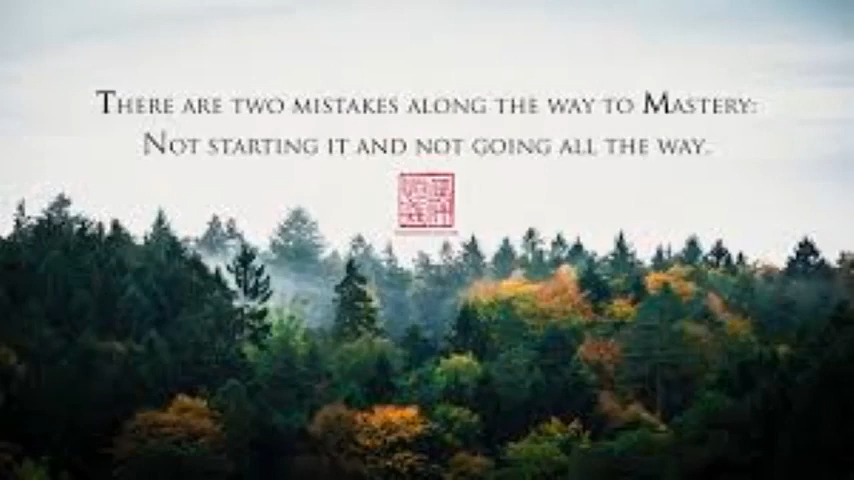 There are two mistakes along the way to Mastery:
Not starting it and not going all the way.